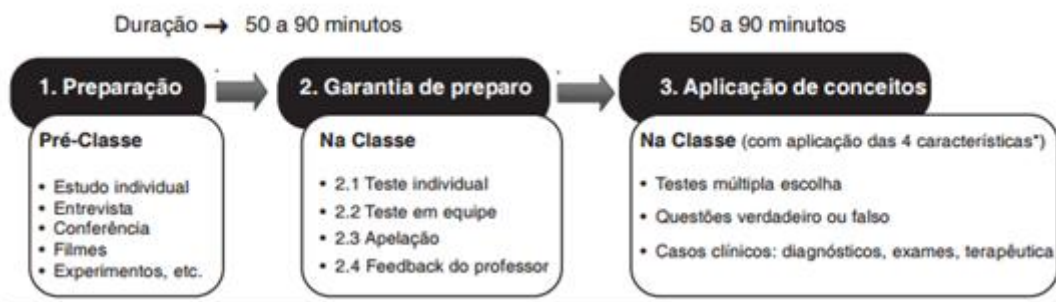 Duração → 50 a 90 minutos
50 a 90 minutos
1. Preparação
Pré-Classe
• Estudo individual
• Entrevista
• Conferência
• Filmes
• Experimentos, etc.
2. Garantia de preparo
Na Classe
• 2.1 Teste individual
• 2.2 Teste em equipe
• 2.3 Apelação
• 2.4 Feedback do professor
3. Aplicação de conceitos
Na Classe (com aplicação das 4 características*)
• Testes múltipla escolha
• Questões verdadeiro ou falso
• Casos clínicos: diagnósticos, exames, terapêutica